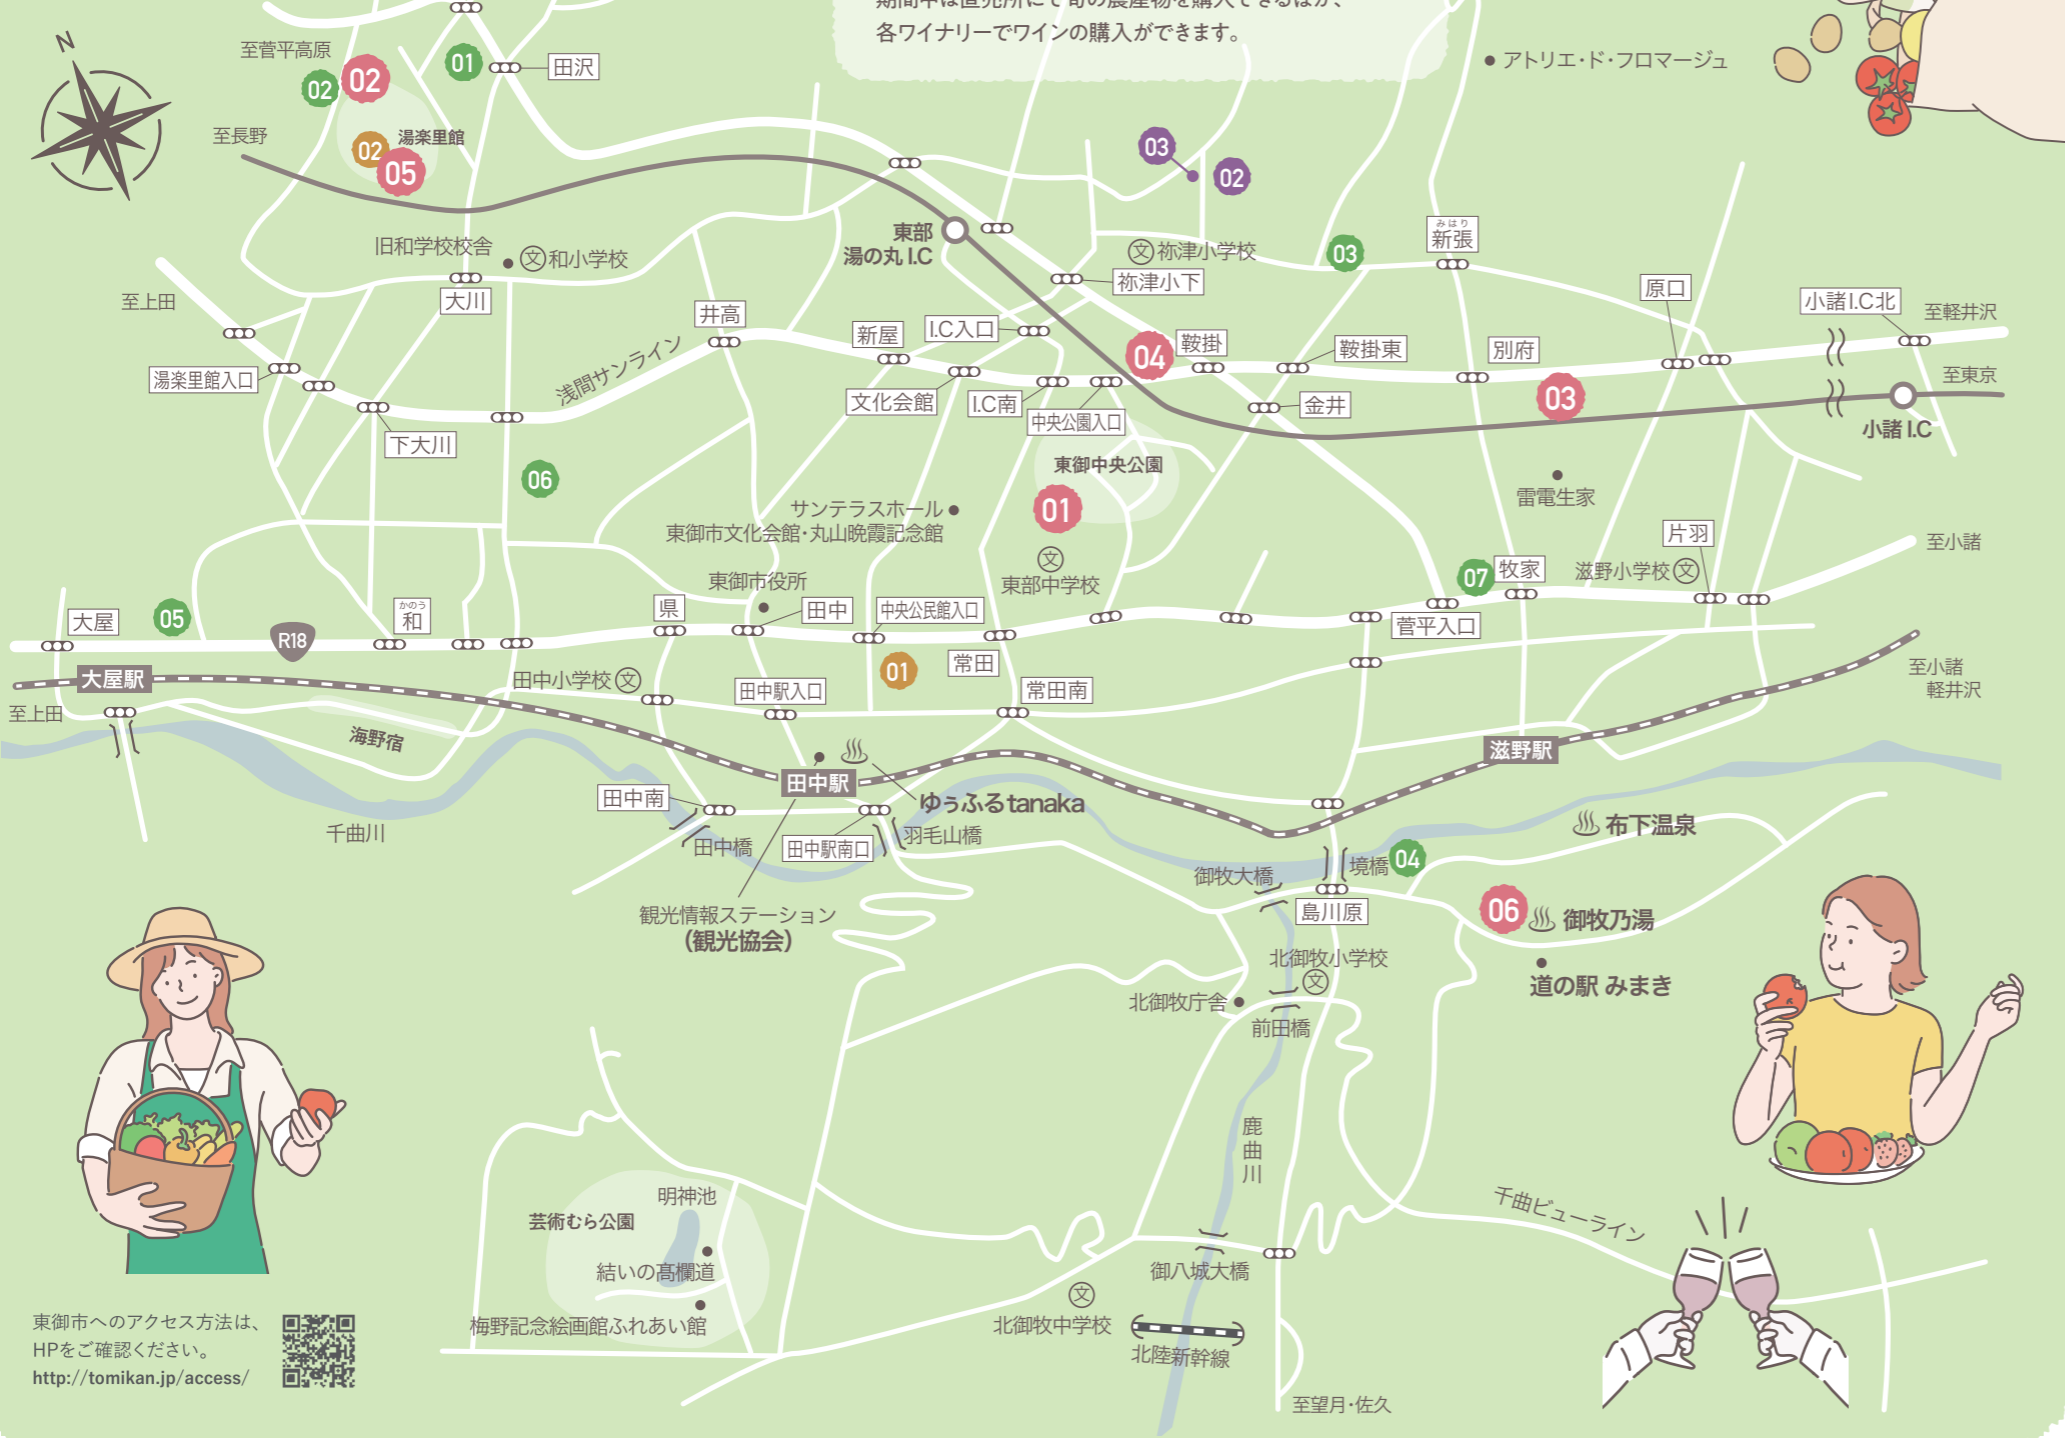 各ワイナリーでワインの購入ができます。
N
至菅平高原
01
田沢
アトリエ・ド・フロマージュ
02
02
至長野
湯楽里館
02
05
03
02
東部
湯の丸 I.C
みはり
新張
旧和学校校舎
文 和小学校
文 祢津小学校
03
大川
祢津小下
原口
小諸I.C北
至上田
至軽井沢
井高
新屋
I.C入口
04
鞍掛
鞍掛東
別府
浅間サンライン
湯楽里館入口
文化会館
I.C南
中央公園入口
金井
03
至東京
小諸 I.C
下大川
06
東御中央公園
01
サンテラスホール
東御市文化会館・丸山晩霞記念館
雷電生家
文
東部中学校
片羽
至小諸
東御市役所
07
牧家
滋野小学校 文
大屋
05
R18
かのう
和
県
田中
中央公民館入口
菅平入口
大屋駅
田中小学校 文
田中駅入口
01
常田
常田南
至小諸
軽井沢
至上田
海野宿
滋野駅
田中駅
ゆぅふるtanaka
田中南
千曲川
田中橋
田中駅南口
羽毛山橋
布下温泉
御牧大橋
境橋
04
島川原
06
御牧乃湯
観光情報ステーション
(観光協会)
北御牧小学校
文
道の駅 みまき
北御牧庁舎
前田橋
鹿曲川
明神池
芸術むら公園
千曲ビューライン
結いの高欄道
御八城大橋
文
北御牧中学校
梅野記念絵画館ふれあい館
北陸新幹線
東御市へのアクセス方法は、
HPをご確認ください。
http://tomikan.jp/access/
至望月・佐久